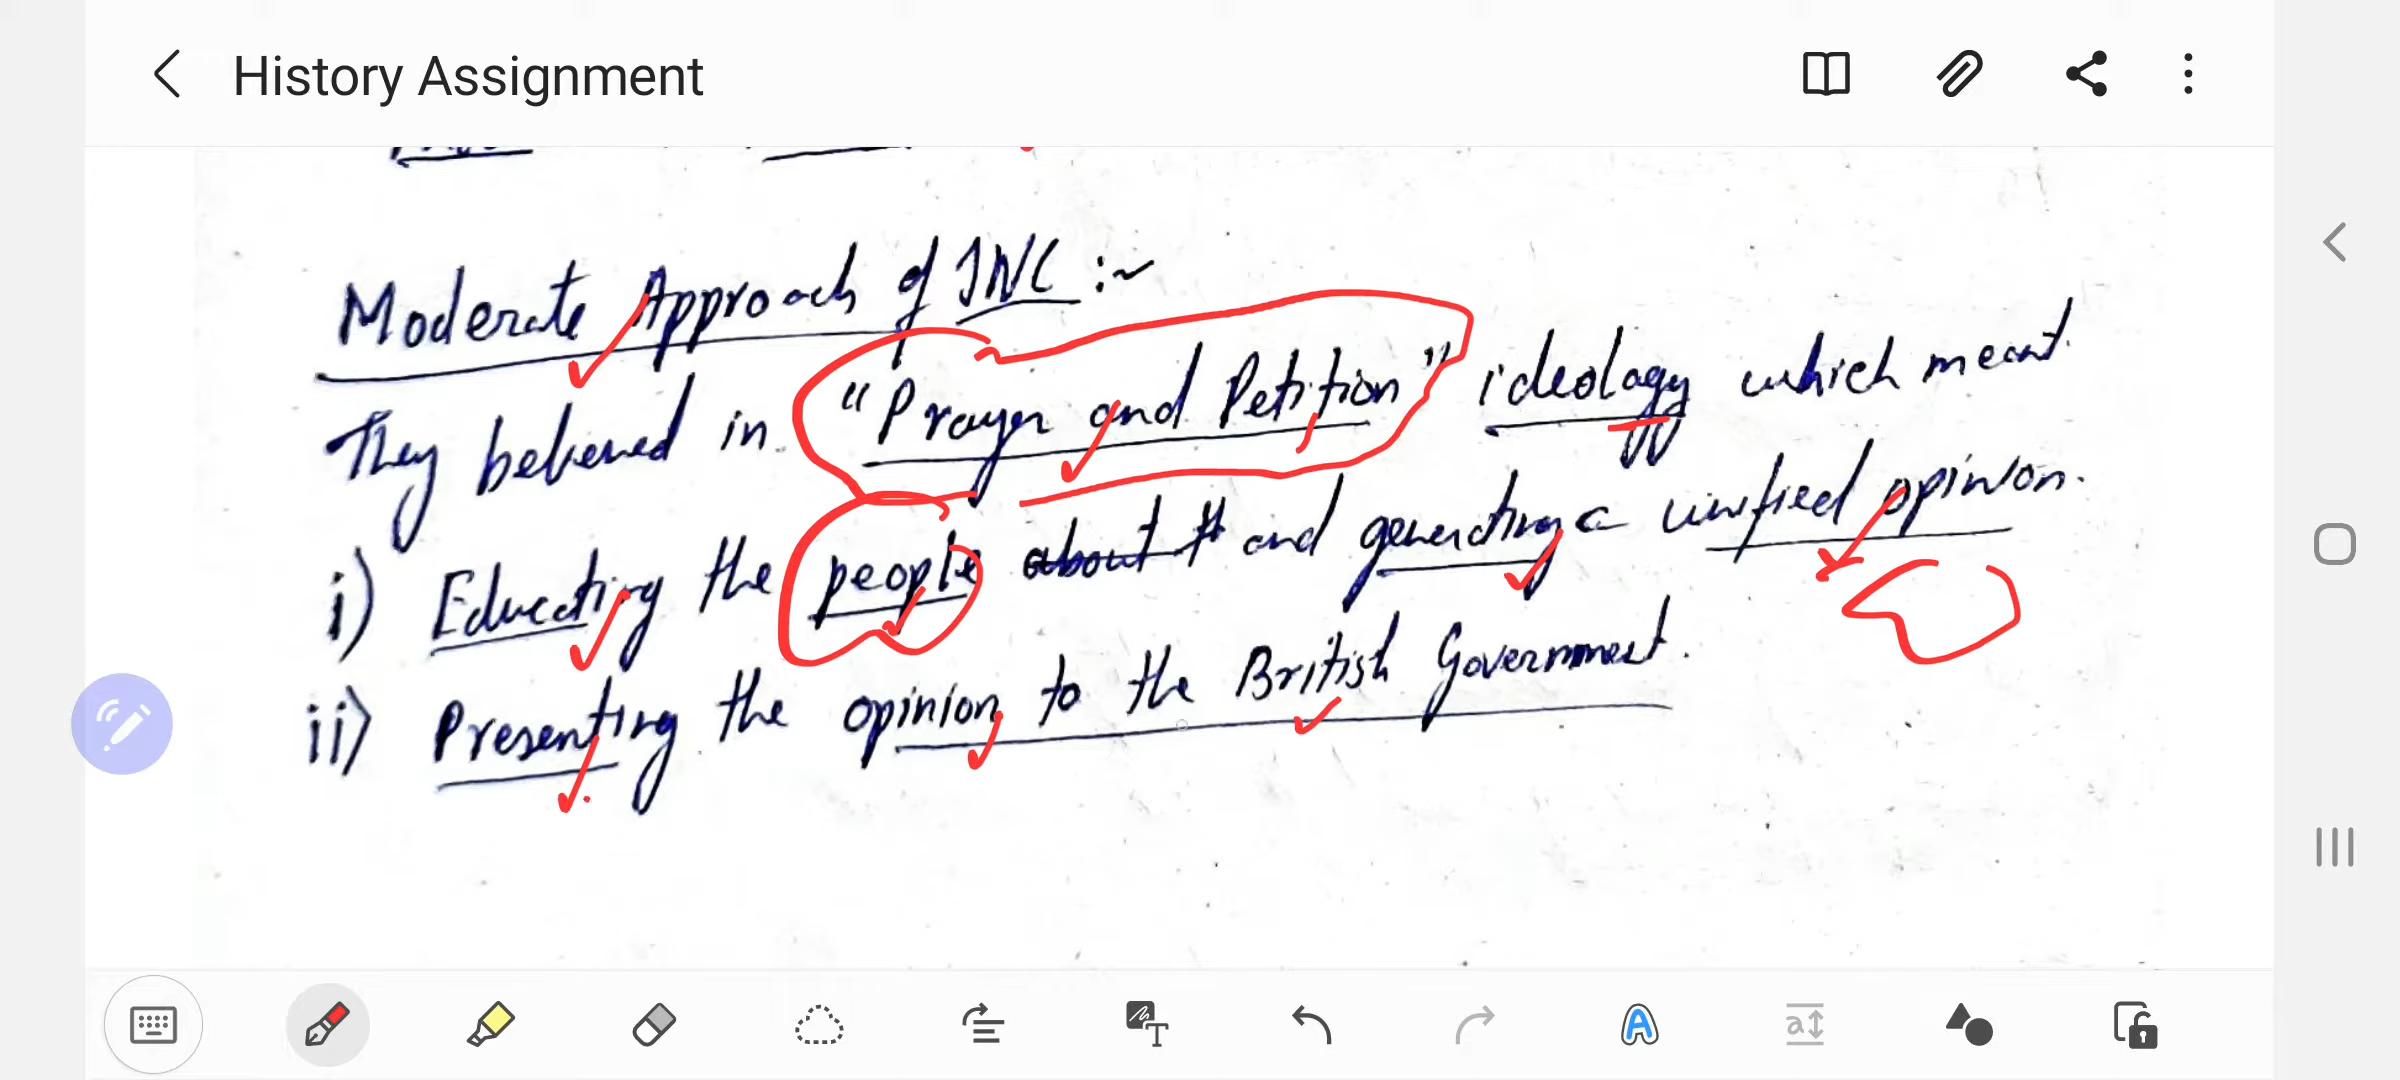 History Assignment
Moderate Approach of INC :~
They believed in "Prayer and Petition" ideology which meant
i) Educating the people about th and generating a unified opinion.
ii) Presenting the opinion to the British Government.